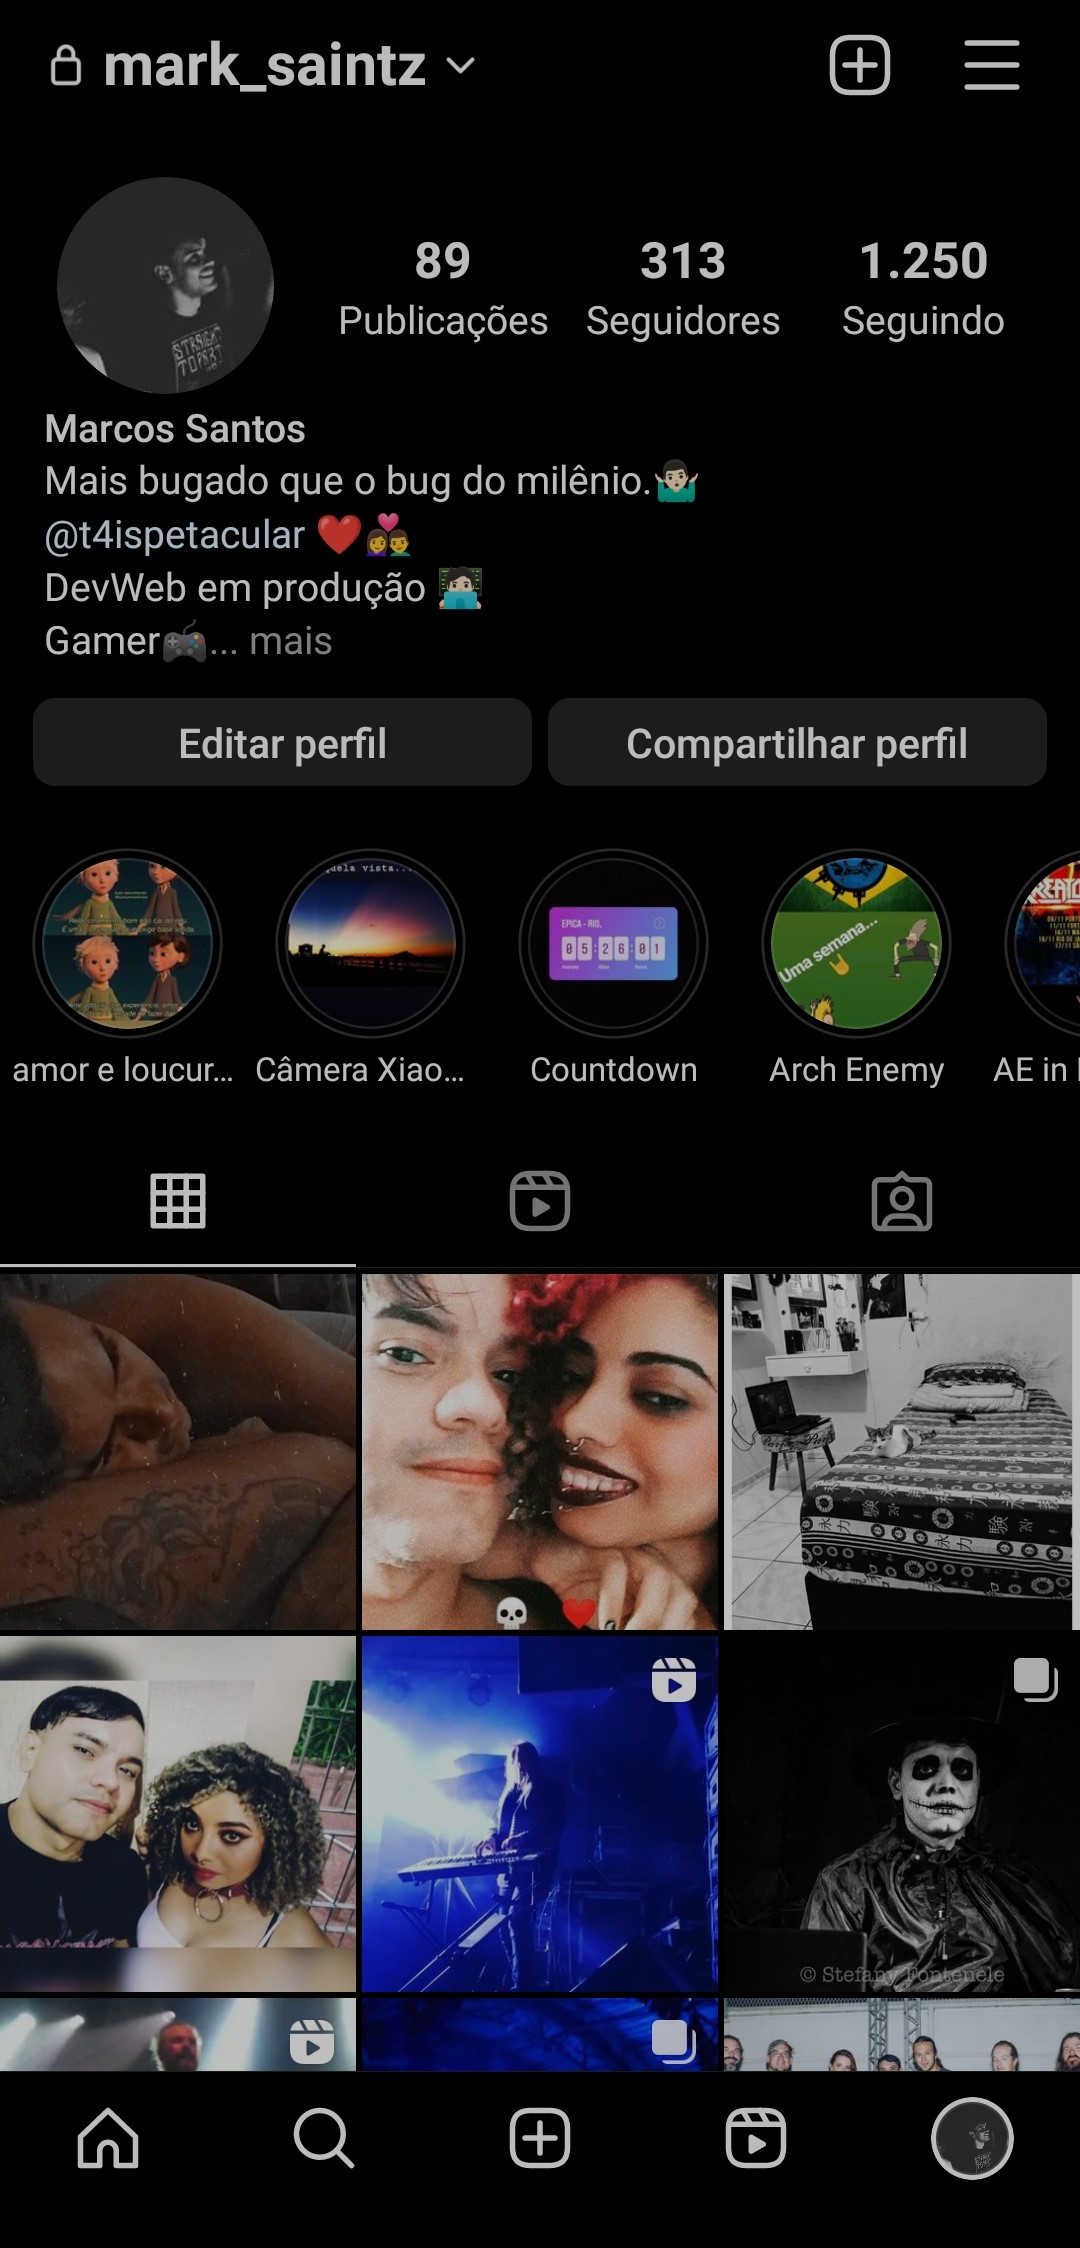 mark_saintz
89
313
1.250
Publicações
Seguidores
Seguindo
Marcos Santos
Mais bugado que o bug do milênio.🤷🏻‍♂️
@t4ispetacular ❤️👩‍❤️‍👨
DevWeb em produção 👨🏻‍💻
Gamer🎮... mais
Editar perfil
Compartilhar perfil
uela vista...
EPICA - RIO.
05:26:01
Uma semana...
amor e loucur...
Câmera Xiao...
Countdown
Arch Enemy
AE in
© Stefany Fontenele